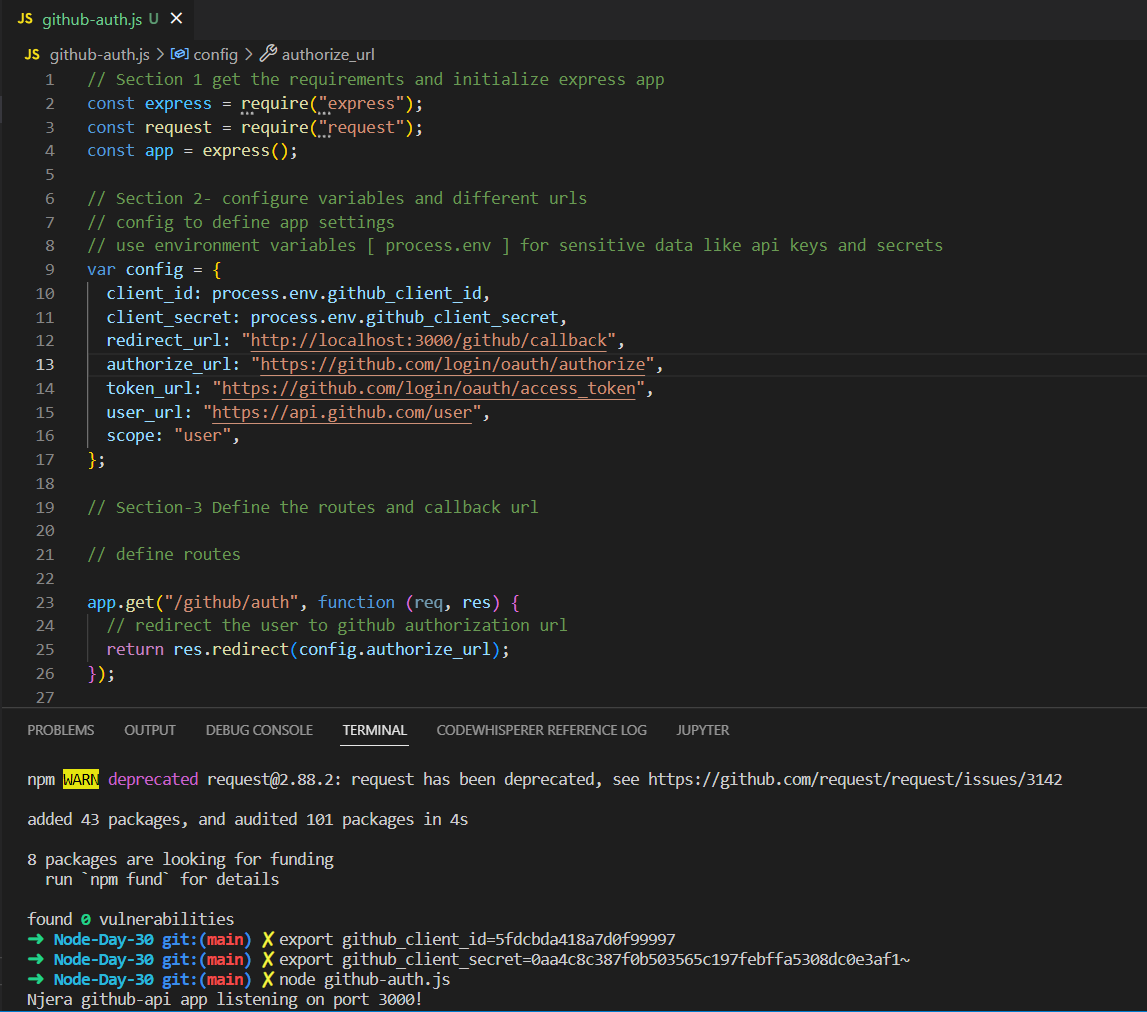 JS github-auth.js U ✕
JS github-auth.js > config > authorize_url
1 // Section 1 get the requirements and initialize express app
2 const express = require("express");
3 const request = require("request");
4 const app = express();
5
6 // Section 2- configure variables and different urls
7 // config to define app settings
8 // use environment variables [ process.env ] for sensitive data like api keys and secrets
9 var config = {
10 client_id: process.env.github_client_id,
11 client_secret: process.env.github_client_secret,
12 redirect_url: "http://localhost:3000/github/callback",
13 authorize_url: "https://github.com/login/oauth/authorize",
14 token_url: "https://github.com/login/oauth/access_token",
15 user_url: "https://api.github.com/user",
16 scope: "user",
17 };
18
19 // Section-3 Define the routes and callback url
20
21 // define routes
22
23 app.get("/github/auth", function (req, res) {
24 // redirect the user to github authorization url
25 return res.redirect(config.authorize_url);
26 });
27
PROBLEMS OUTPUT DEBUG CONSOLE TERMINAL CODEWHISPERER REFERENCE LOG JUPYTER
npm WARN deprecated request@2.88.2: request has been deprecated, see https://github.com/request/request/issues/3142
added 43 packages, and audited 101 packages in 4s
8 packages are looking for funding
run `npm fund` for details
found 0 vulnerabilities
➜ Node-Day-30 git:(main) ✗ export github_client_id=5fdcbda418a7d0f99997
➜ Node-Day-30 git:(main) ✗ export github_client_secret=0aa4c8c387f0b503565c197febffa5308dc0e3af1~
➜ Node-Day-30 git:(main) ✗ node github-auth.js
Njera github-api app listening on port 3000!